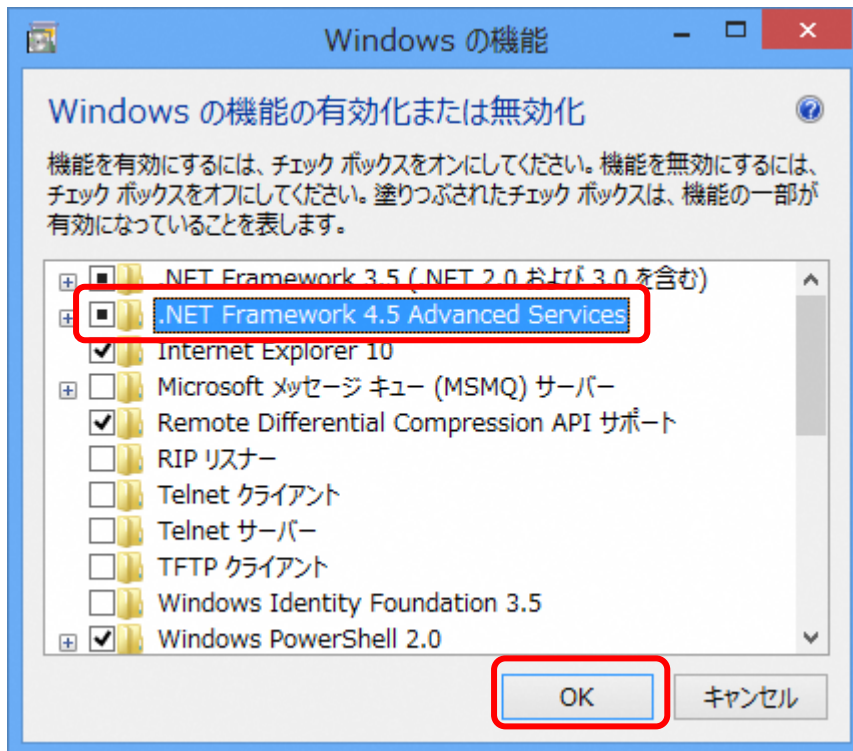 Windows の機能
Windows の機能の有効化または無効化
機能を有効にするには、チェック ボックスをオンにしてください。機能を無効にするには、
チェック ボックスをオフにしてください。塗りつぶされたチェック ボックスは、機能の一部が
有効になっていることを表します。
.NET Framework 3.5 (.NET 2.0 および 3.0 を含む)
.NET Framework 4.5 Advanced Services
Internet Explorer 10
Microsoft メッセージ キュー (MSMQ) サーバー
Remote Differential Compression API サポート
RIP リスナー
Telnet クライアント
Telnet サーバー
TFTP クライアント
Windows Identity Foundation 3.5
Windows PowerShell 2.0
OK
キャンセル